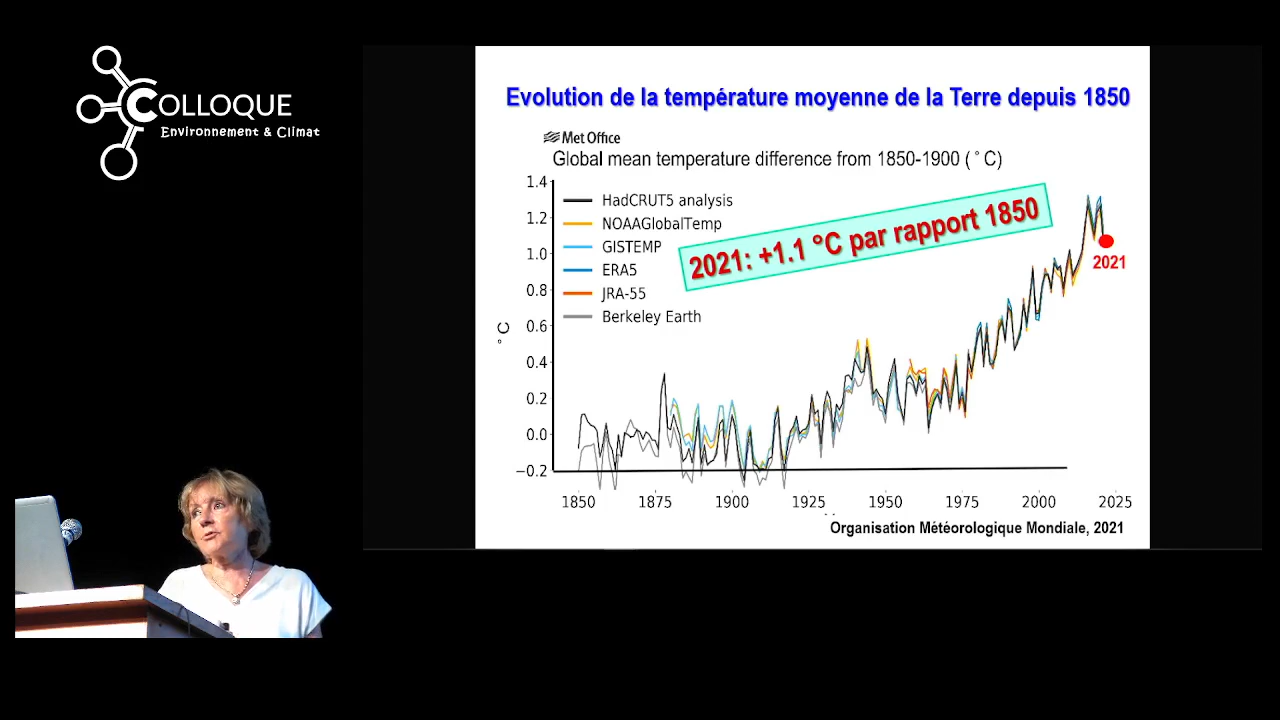 COLLOQUE
Environnement & Climat
Evolution de la température moyenne de la Terre depuis 1850
Met Office
Global mean temperature difference from 1850-1900 (°C)
1.4
1.2
1.0
0.8
0.6
0.4
0.2
0.0
−0.2
°C
HadCRUT5 analysis
NOAAGlobalTemp
GISTEMP
ERA5
JRA-55
Berkeley Earth
2021: +1.1 °C par rapport 1850
2021
1850 1875 1900 1925 1950 1975 2000 2025
Organisation Météorologique Mondiale, 2021